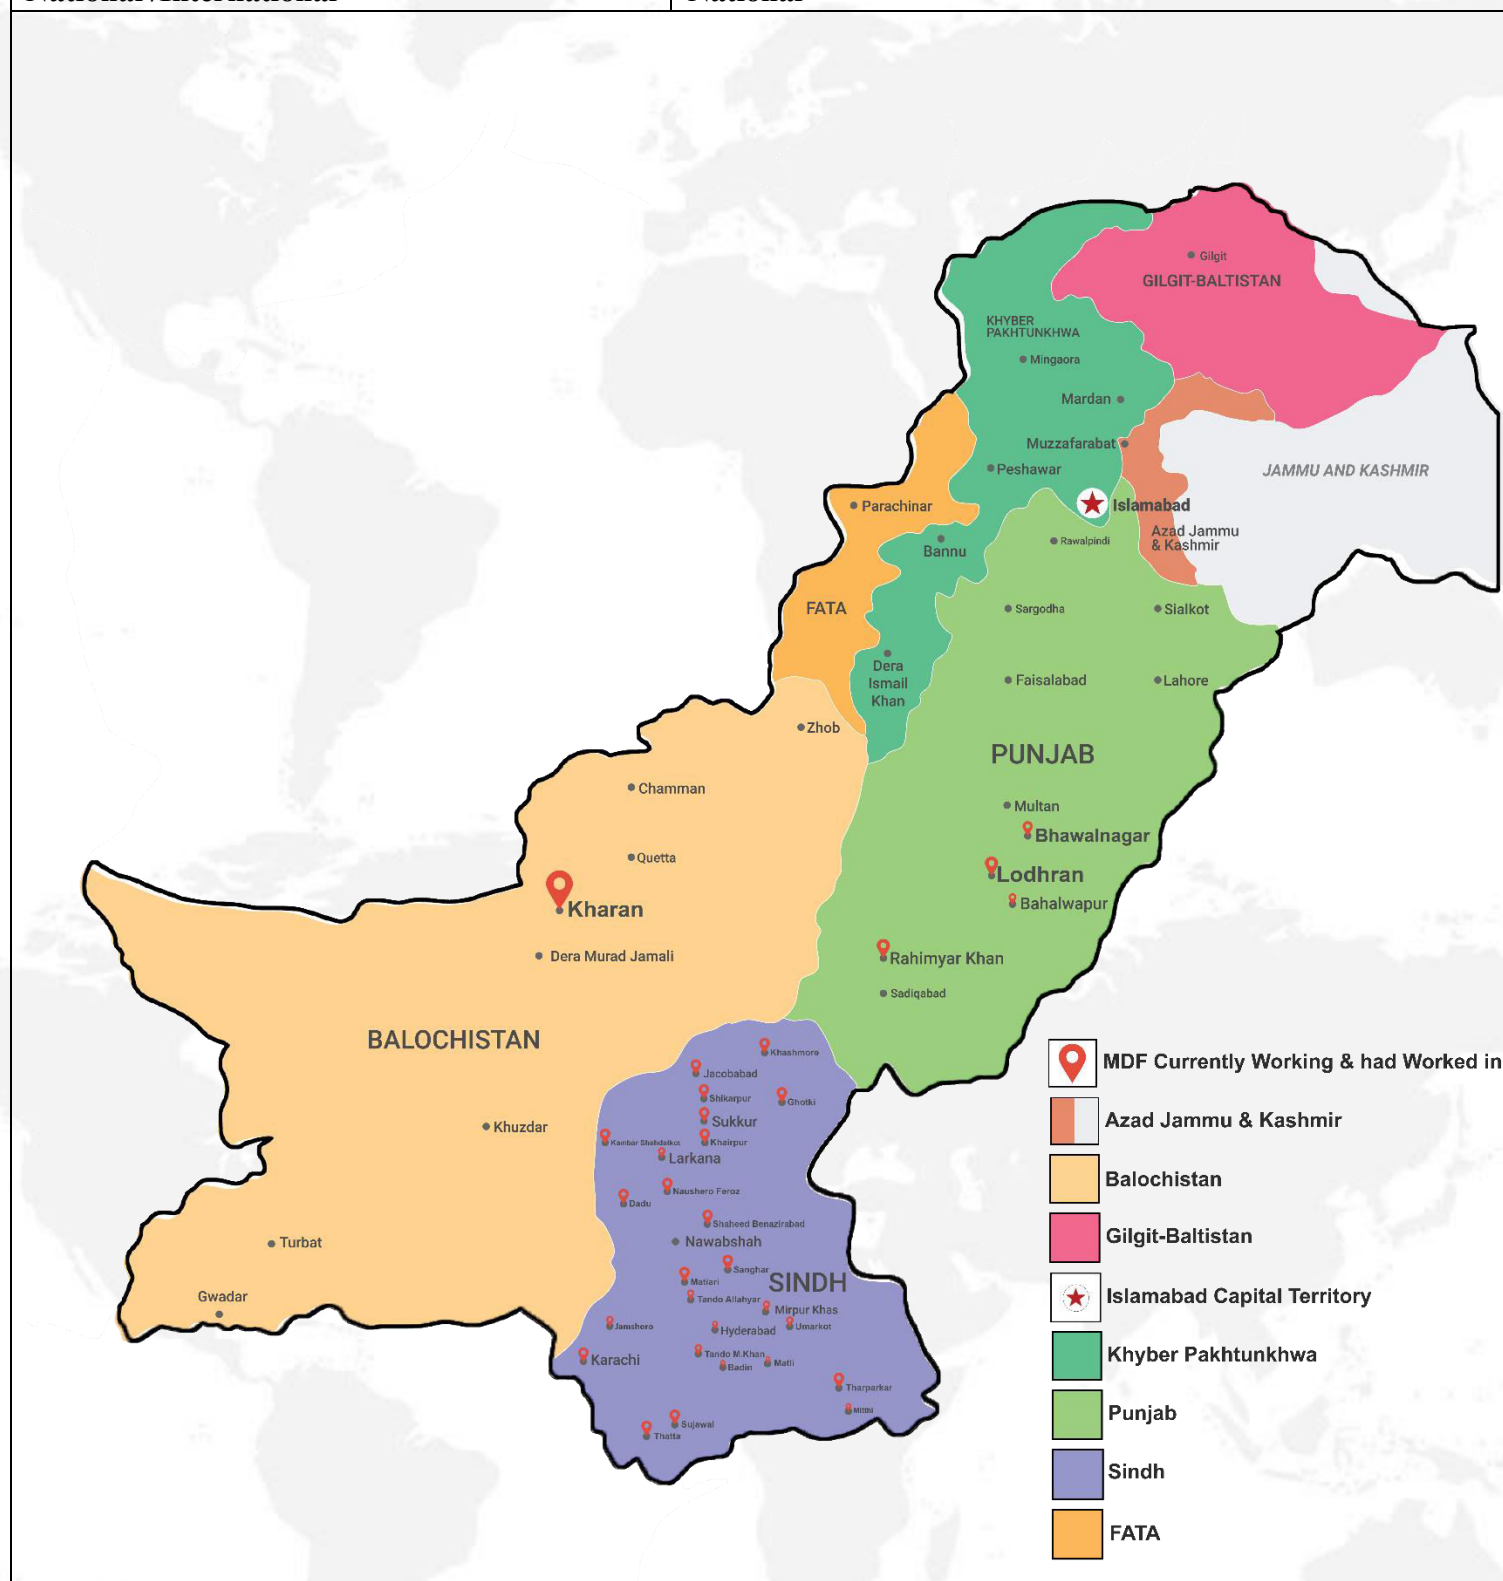 National /International
National
Gilgit
GILGIT-BALTISTAN
KHYBER
PAKHTUNKHWA
Mingaora
Mardan
Muzzafarabat
Peshawar
JAMMU AND KASHMIR
Parachinar
Islamabad
Azad Jammu
& Kashmir
Rawalpindi
Bannu
FATA
Sargodha
Sialkot
Dera
Ismail
Khan
Faisalabad
Lahore
Zhob
PUNJAB
Chamman
Multan
Bhawalnagar
Quetta
Lodhran
Kharan
Bahalwapur
Dera Murad Jamali
Rahimyar Khan
Sadiqabad
BALOCHISTAN
Khashmore
Jacobabad
Shikarpur
Ghotki
Sukkur
Khuzdar
Kambar Shahdatkot
Khairpur
Larkana
Naushero Feroz
Dadu
Shaheed Benazirabad
Turbat
Nawabshah
Sanghar
Matiari
SINDH
Gwadar
Tando Allahyar
Mirpur Khas
Jamshoro
Hyderabad
Umarkot
Karachi
Tando M.Khan
Badin
Matli
Tharparkar
Mithi
Sujawal
Thatta
MDF Currently Working & had Worked in
Azad Jammu & Kashmir
Balochistan
Gilgit-Baltistan
Islamabad Capital Territory
Khyber Pakhtunkhwa
Punjab
Sindh
FATA